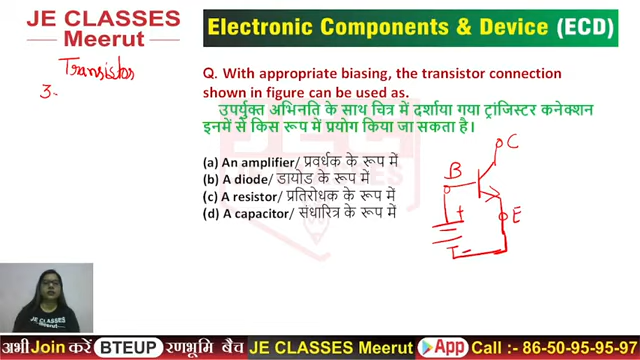 JE CLASSES
Meerut
Electronic Components & Device (ECD)
Transistor
3-
Q. With appropriate biasing, the transistor connection
shown in figure can be used as.
उपर्युक्त अभिनति के साथ चित्र में दर्शाया गया ट्रांजिस्टर कनेक्शन
इनमें से किस रूप में प्रयोग किया जा सकता है।
(a) An amplifier/ प्रवर्धक के रूप में
(b) A diode/ डायोड के रूप में
(c) A resistor/ प्रतिरोधक के रूप में
(d) A capacitor/ संधारित्र के रूप में
C
B
E
+
-
JE CLASSES
अभी Join करें BTEUP रणभूमि बैच JE CLASSES Meerut App Call :- 86-50-95-95-97